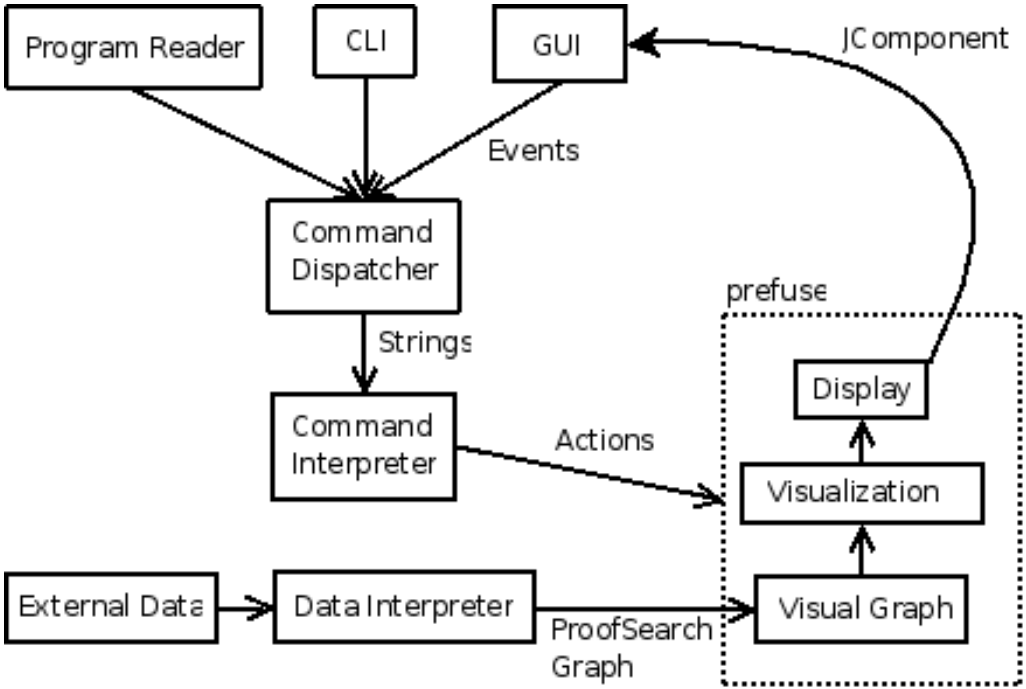 Program Reader
CLI
GUI
JComponent
Events
Command
Dispatcher
prefuse
Strings
Display
Command
Interpreter
Actions
Visualization
External Data
Data Interpreter
Visual Graph
ProofSearch
Graph